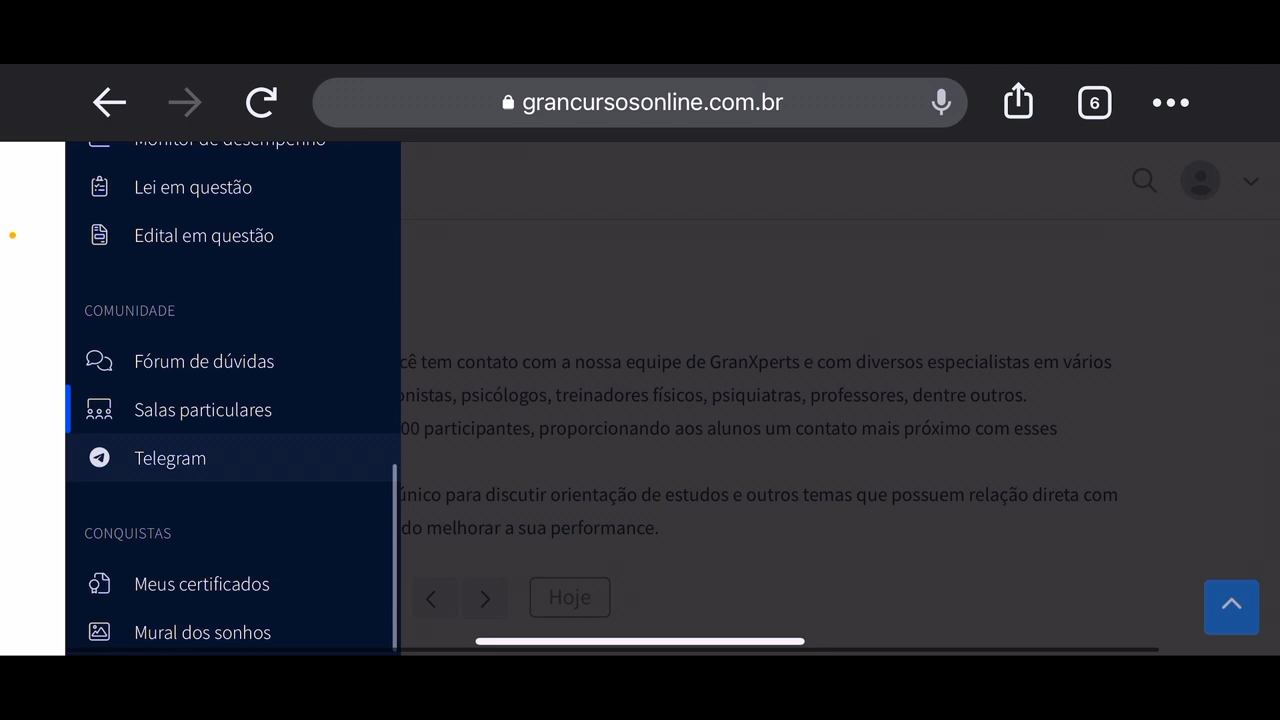 grancursosonline.com.br
6
Monitor de desempenho
Lei em questão
Edital em questão
COMUNIDADE
Fórum de dúvidas
cê tem contato com a nossa equipe de GranXperts e com diversos especialistas em vários
Salas particulares
onistas, psicólogos, treinadores físicos, psiquiatras, professores, dentre outros.
00 participantes, proporcionando aos alunos um contato mais próximo com esses
Telegram
único para discutir orientação de estudos e outros temas que possuem relação direta com
do melhorar a sua performance.
CONQUISTAS
Meus certificados
Hoje
Mural dos sonhos